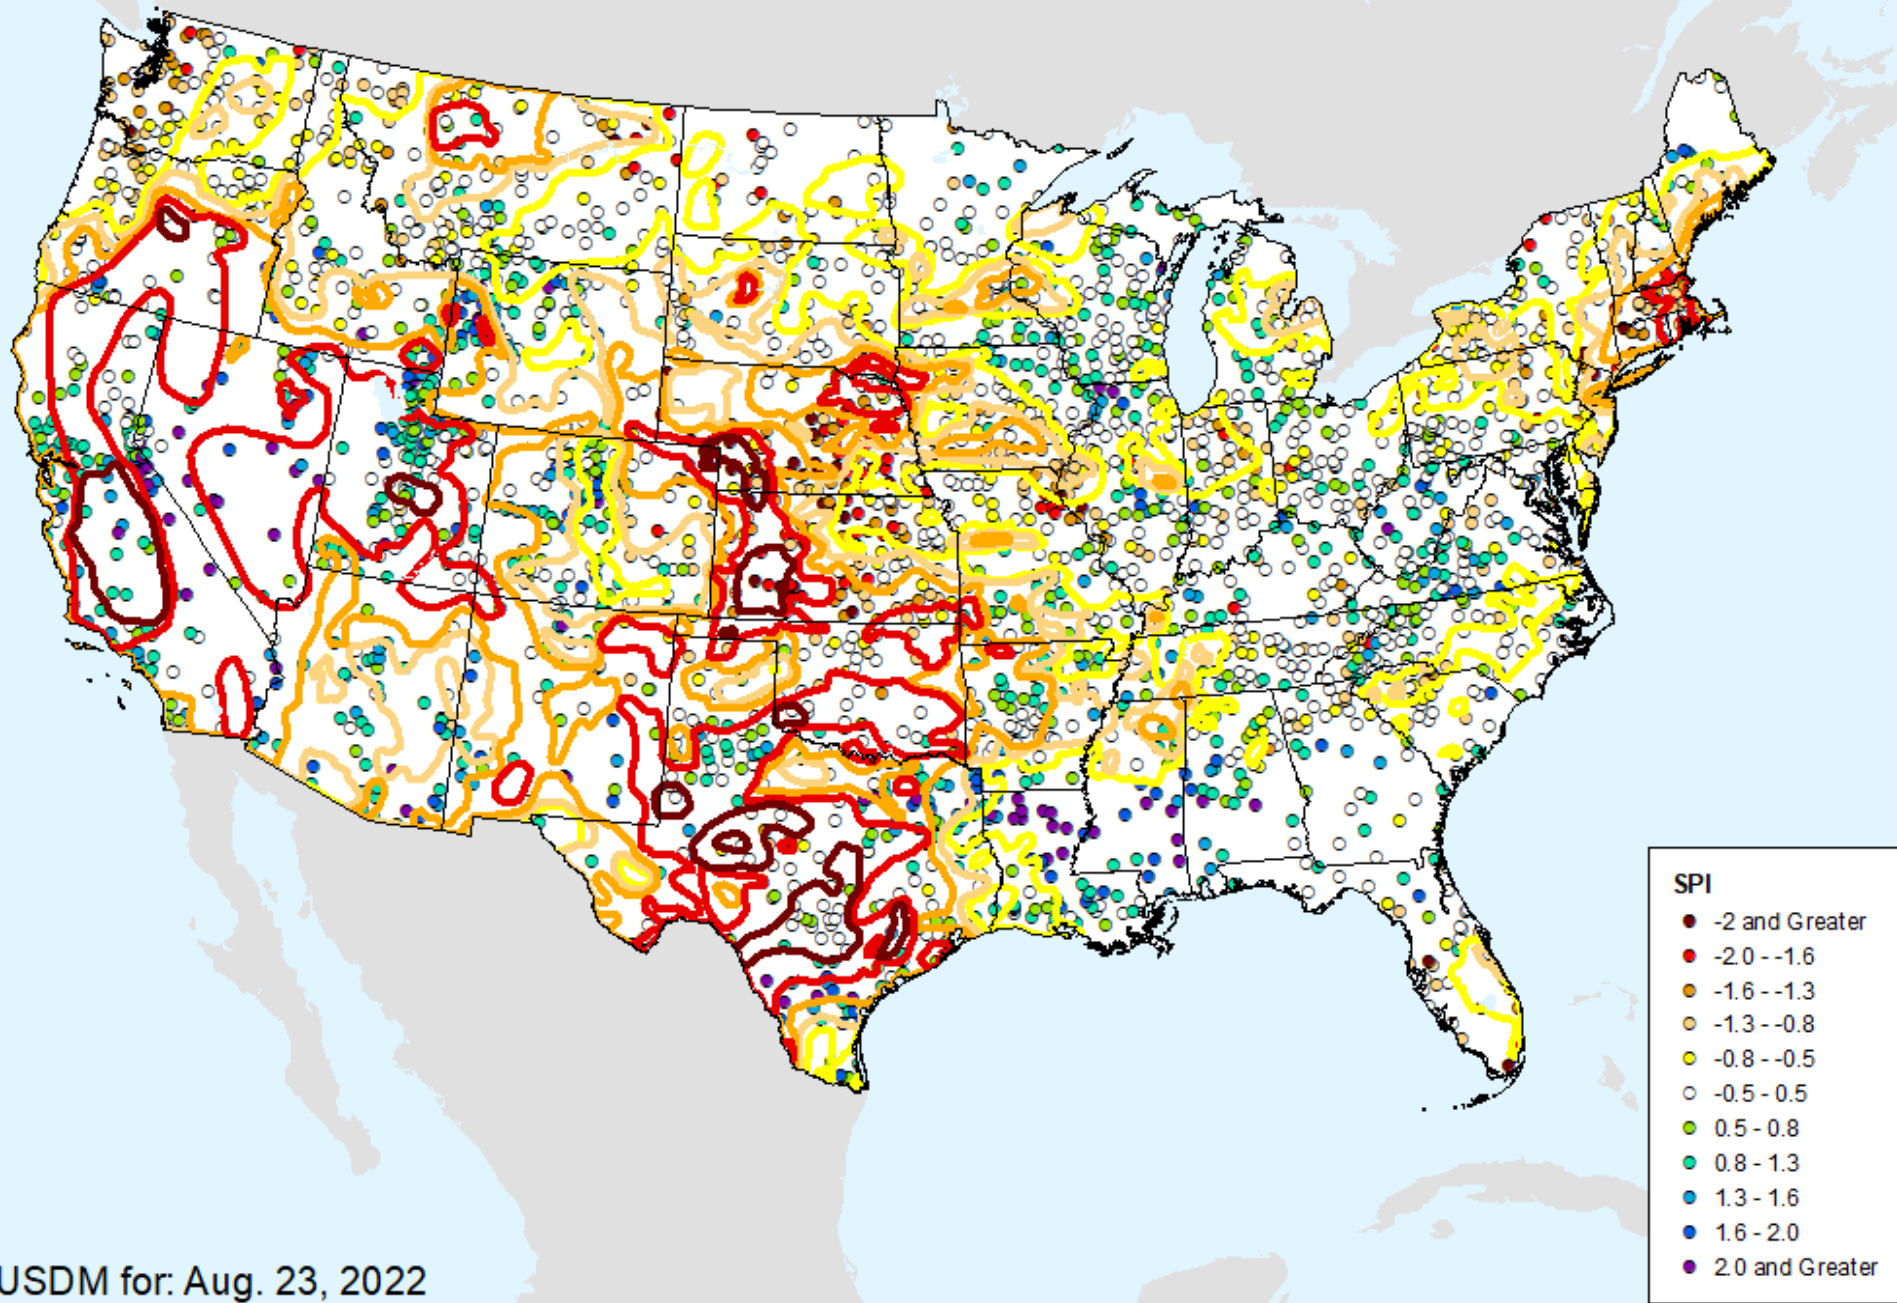 SPI
-2 and Greater
-2.0 - -1.6
-1.6 - -1.3
-1.3 - -0.8
-0.8 - -0.5
-0.5 - 0.5
0.5 - 0.8
0.8 - 1.3
1.3 - 1.6
1.6 - 2.0
2.0 and Greater
USDM for: Aug. 23, 2022